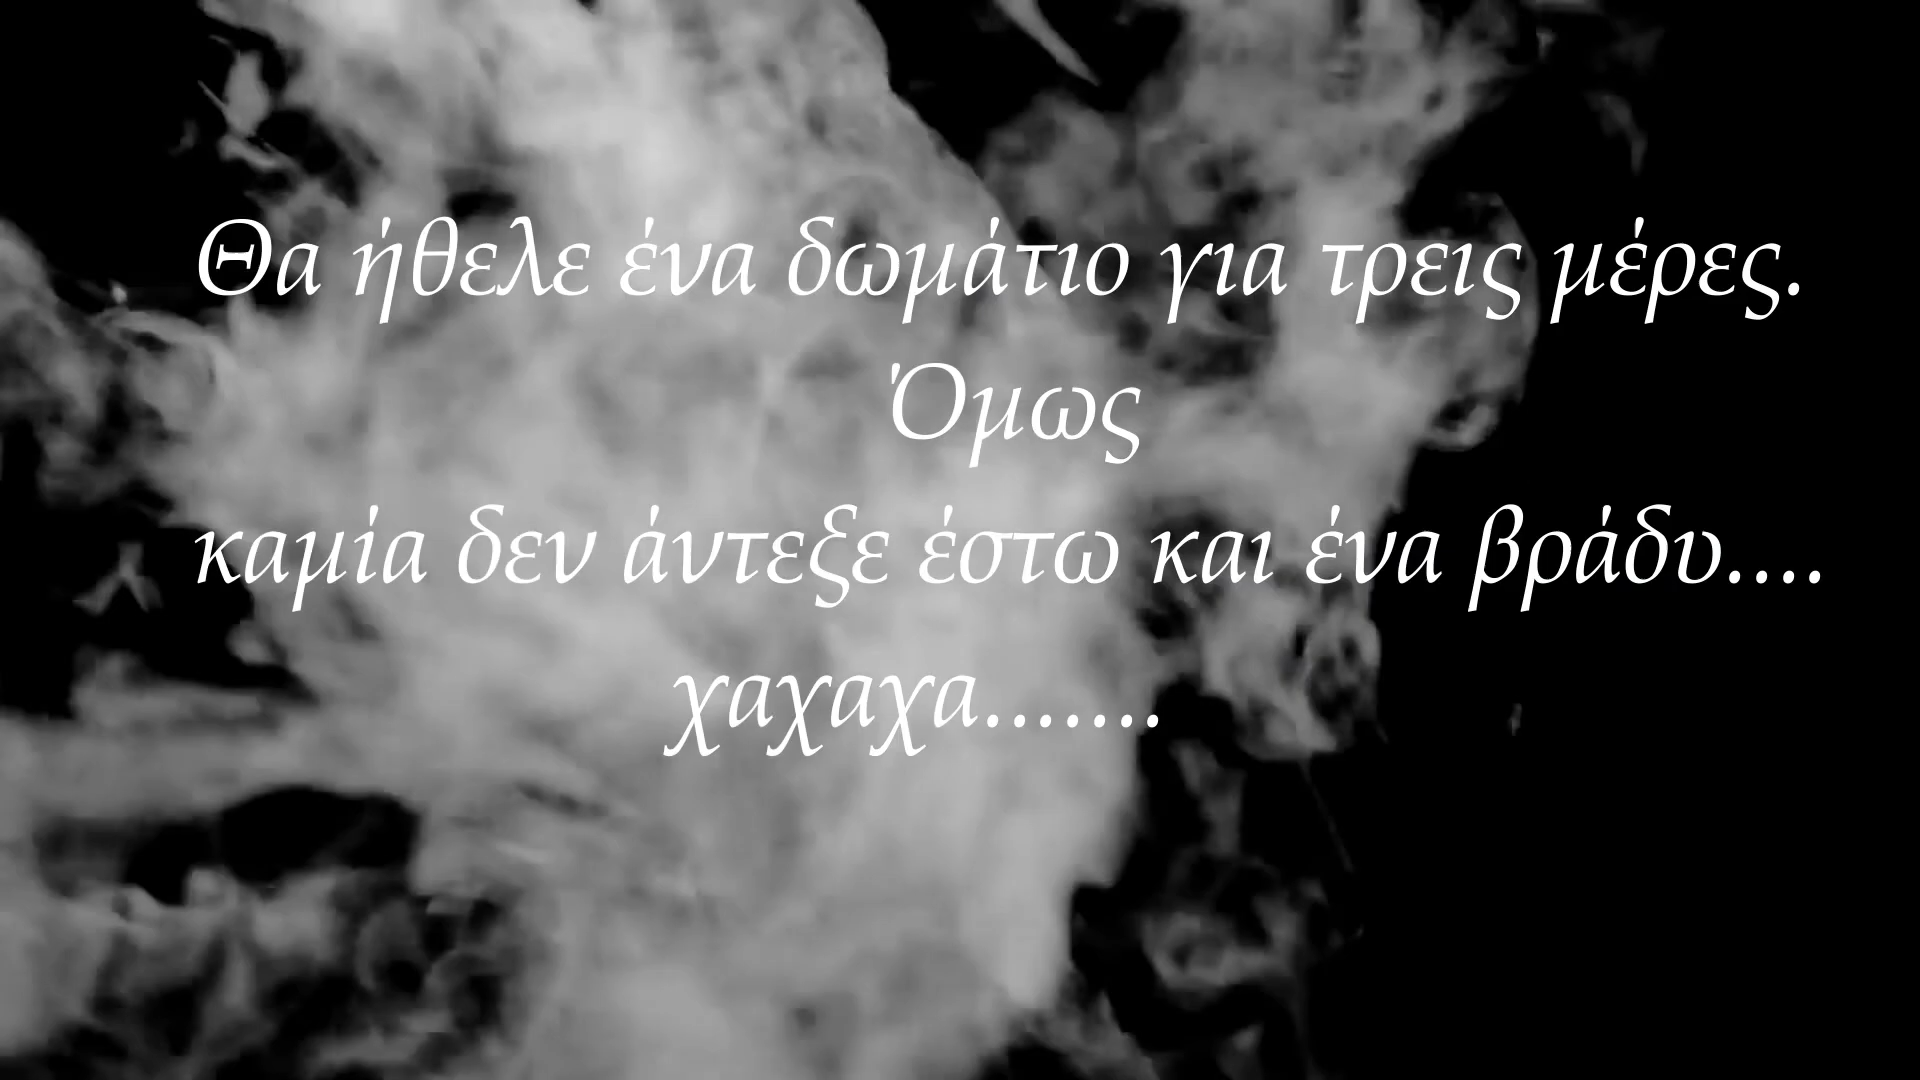 Θα ήθελε ένα δωμάτιο για τρεις μέρες.
Όμως
καμία δεν άντεξε έστω και ένα βράδυ....
χαχαχα.......